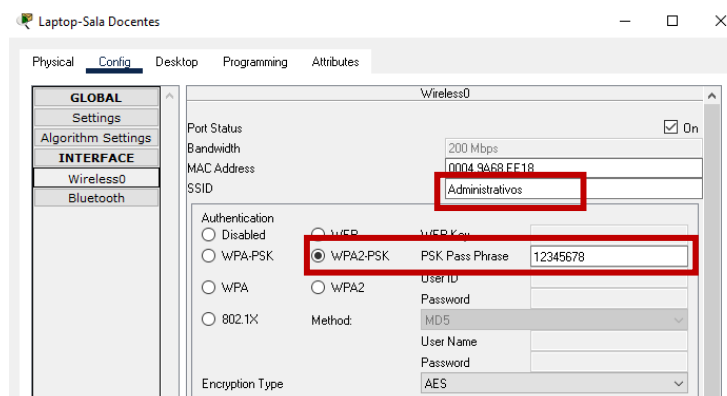 Laptop-Sala Docentes
Physical Config Desktop Programming Attributes
GLOBAL
Settings
Algorithm Settings
INTERFACE
Wireless0
Bluetooth
Wireless0
Port Status On
Bandwidth 200 Mbps
MAC Address 0004.9A68.EE18
SSID Administrativos
Authentication
Disabled WEP WEP Key
WPA-PSK WPA2-PSK PSK Pass Phrase 12345678
User ID
WPA WPA2
Password
802.1X Method: MD5
User Name
Password
Encryption Type AES